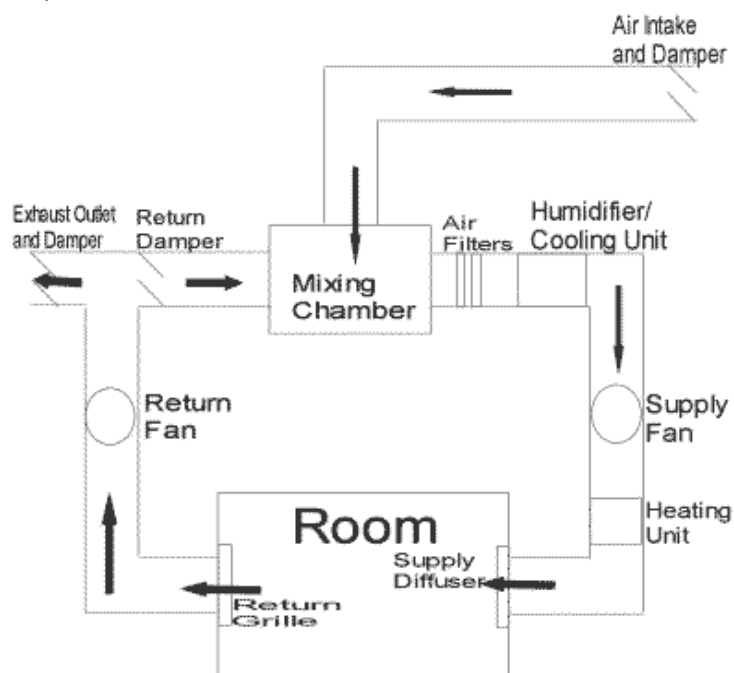 Air Intake
and Damper
Exhaust Outlet
and Damper
Return
Damper
Air
Filters
Humidifier/
Cooling Unit
Mixing
Chamber
Return
Fan
Supply
Fan
Heating
Unit
Room
Supply
Diffuser
Return
Grille